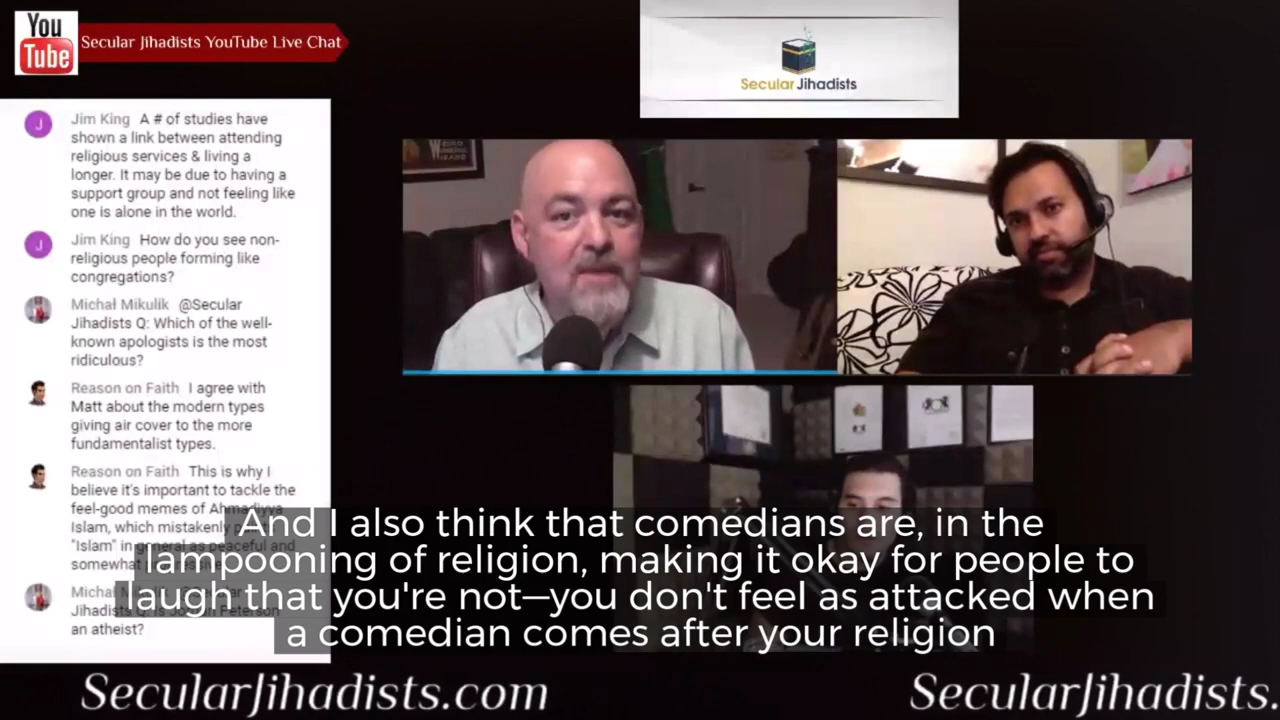 You
Tube
Secular Jihadists YouTube Live Chat
Secular Jihadists
J
Jim King A # of studies have
shown a link between attending
religious services & living a
longer. It may be due to having a
support group and not feeling like
one is alone in the world.
J
Jim King How do you see non-
religious people forming like
congregations?
Michał Mikulík @Secular
Jihadists Q: Which of the well-
known apologists is the most
ridiculous?
Reason on Faith I agree with
Matt about the modern types
giving air cover to the more
fundamentalist types.
Reason on Faith This is why I
believe it's important to tackle the
feel-good memes of Ahmadiyya
Islam, which mistakenly
"Islam" in general as peaceful and
somewhat
Jihadists Q: Is Jordan Peterson
an atheist?
And I also think that comedians are, in the
lampooning of religion, making it okay for people to
laugh that you're not—you don't feel as attacked when
a comedian comes after your religion
SecularJihadists.com
SecularJihadists.